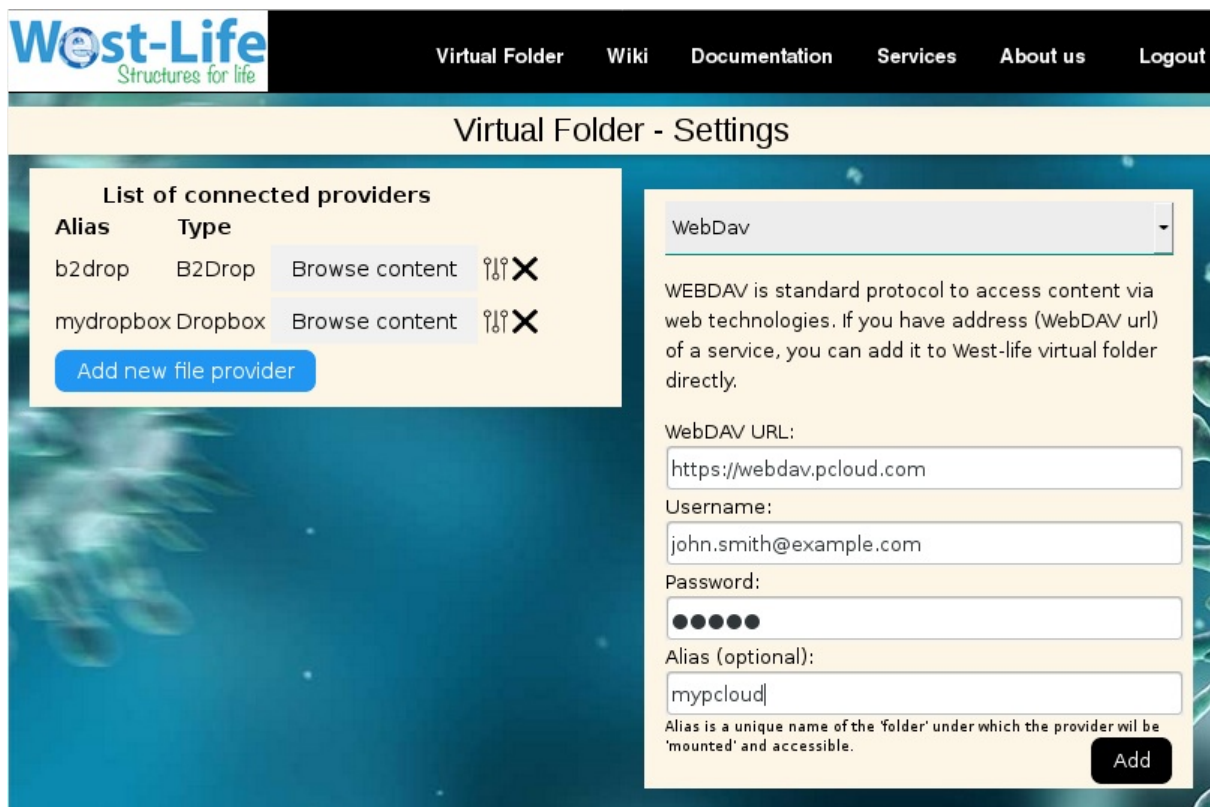 West-Life
Structures for life
Virtual Folder Wiki Documentation Services About us Logout
Virtual Folder - Settings
List of connected providers
Alias Type
b2drop B2Drop Browse content
mydropbox Dropbox Browse content
Add new file provider
WebDav
WEBDAV is standard protocol to access content via
web technologies. If you have address (WebDAV url)
of a service, you can add it to West-life virtual folder
directly.
WebDAV URL:
https://webdav.pcloud.com
Username:
john.smith@example.com
Password:
●●●●●
Alias (optional):
mypcloud
Alias is a unique name of the 'folder' under which the provider wil be
'mounted' and accessible.
Add